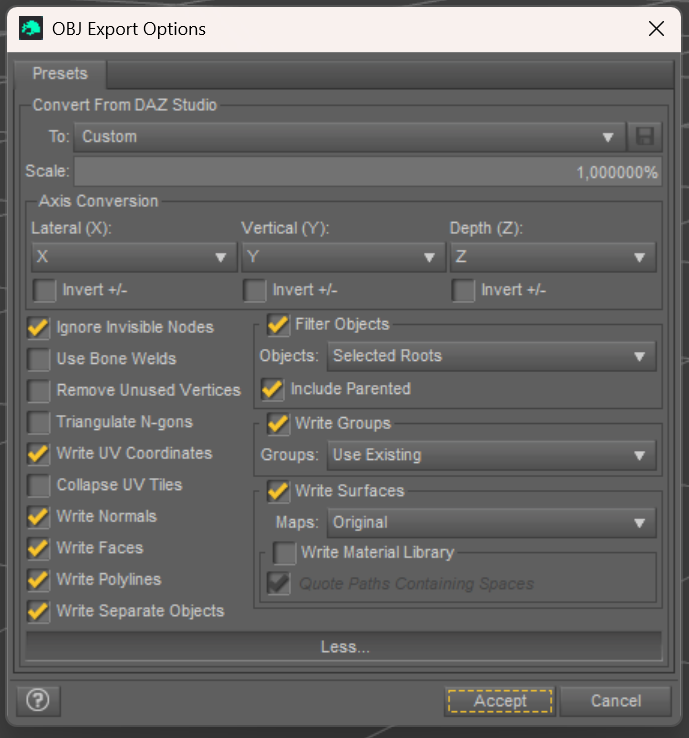 OBJ Export Options
Presets
Convert From DAZ Studio
To: Custom
Scale: 1,000000%
Axis Conversion
Lateral (X): Vertical (Y): Depth (Z):
X Y Z
Invert +/- Invert +/- Invert +/-
Ignore Invisible Nodes
Use Bone Welds
Remove Unused Vertices
Triangulate N-gons
Write UV Coordinates
Collapse UV Tiles
Write Normals
Write Faces
Write Polylines
Write Separate Objects
Filter Objects
Objects: Selected Roots
Include Parented
Write Groups
Groups: Use Existing
Write Surfaces
Maps: Original
Write Material Library
Quote Paths Containing Spaces
Less...
? Accept Cancel